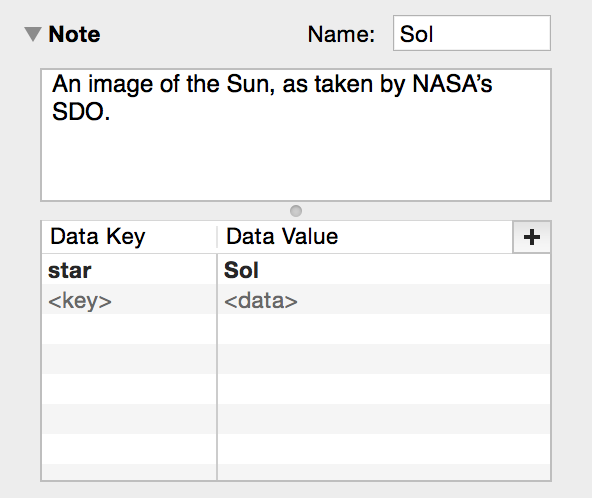 Note Name: Sol
An image of the Sun, as taken by NASA’s
SDO.
Data Key Data Value +
star Sol
<key> <data>